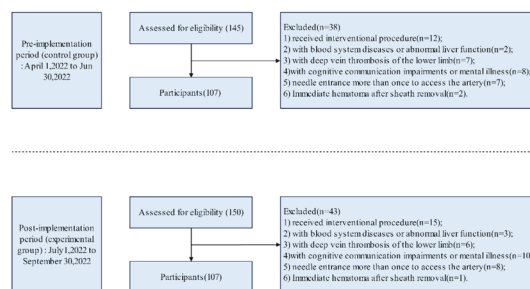 Pre-implementation
period (control group)
: April 1,2022 to Jun
30,2022
Assessed for eligibility (145)
Participants(107)
Excluded(n=38)
1) received interventional procedure(n=12);
2) with blood system diseases or abnormal liver function(n=2);
3) with deep vein thrombosis of the lower limb(n=7);
4)with cognitive communication impairments or mental illness(n=8);
5) needle entrance more than once to access the artery(n=7);
6) Immediate hematoma after sheath removal(n=2).
Post-implementation
period (experimental
group) : July1,2022 to
September 30,2022
Assessed for eligibility (150)
Participants(107)
Excluded(n=43)
1) received interventional procedure(n=15);
2) with blood system diseases or abnormal liver function(n=3);
3) with deep vein thrombosis of the lower limb(n=6);
4)with cognitive communication impairments or mental illness(n=10
5) needle entrance more than once to access the artery(n=8);
6) Immediate hematoma after sheath removal(n=1).